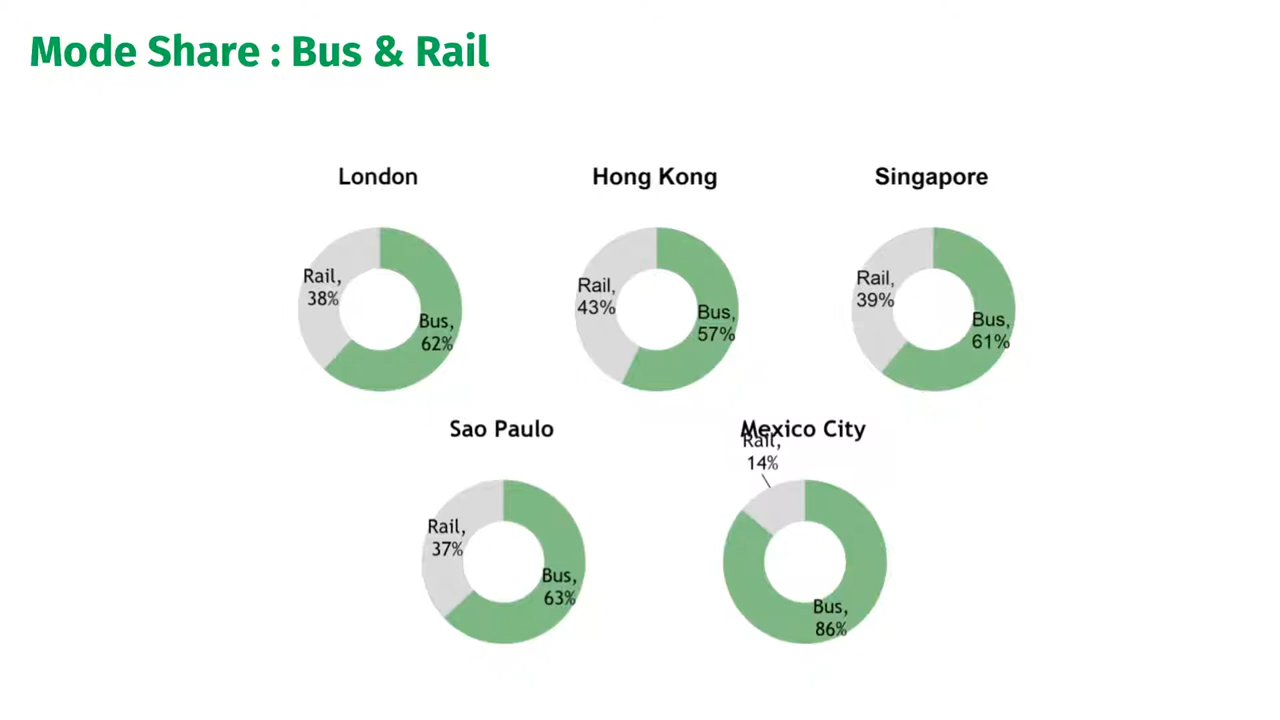 Mode Share : Bus & Rail
London
Rail,
38%
Bus,
62%
Hong Kong
Rail,
43%
Bus,
57%
Singapore
Rail,
39%
Bus,
61%
Sao Paulo
Rail,
37%
Bus,
63%
Mexico City
Rail,
14%
Bus,
86%